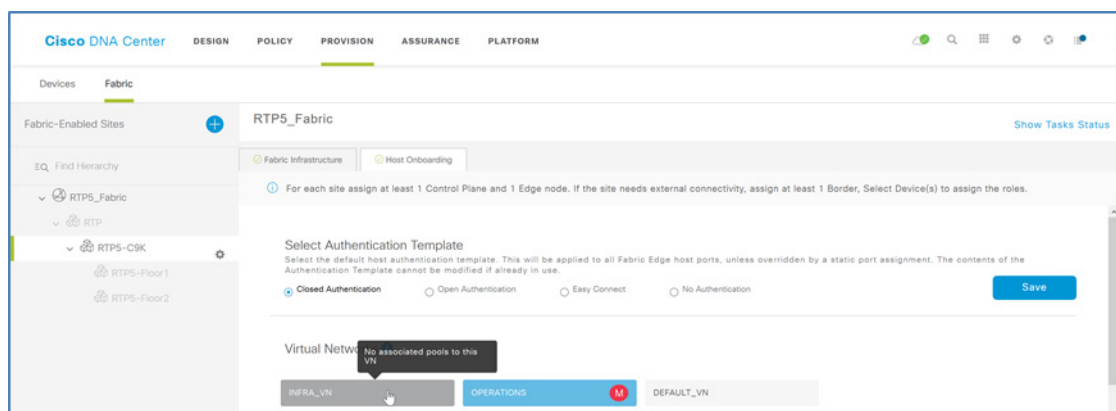 Cisco DNA Center DESIGN POLICY PROVISION ASSURANCE PLATFORM
Devices Fabric
Fabric-Enabled Sites
RTP5_Fabric
Show Tasks Status
Find Hierarchy
Fabric Infrastructure Host Onboarding
For each site assign at least 1 Control Plane and 1 Edge node. If the site needs external connectivity, assign at least 1 Border, Select Device(s) to assign the roles.
RTP5_Fabric
RTP
RTP5-C9K
RTP5-Floor1
RTP5-Floor2
Select Authentication Template
Select the default host authentication template. This will be applied to all Fabric Edge host ports, unless overridden by a static port assignment. The contents of the
Authentication Template cannot be modified if already in use.
Closed Authentication Open Authentication Easy Connect No Authentication Save
Virtual Netwo
No associated pools to this
VN
INFRA_VN OPERATIONS M DEFAULT_VN